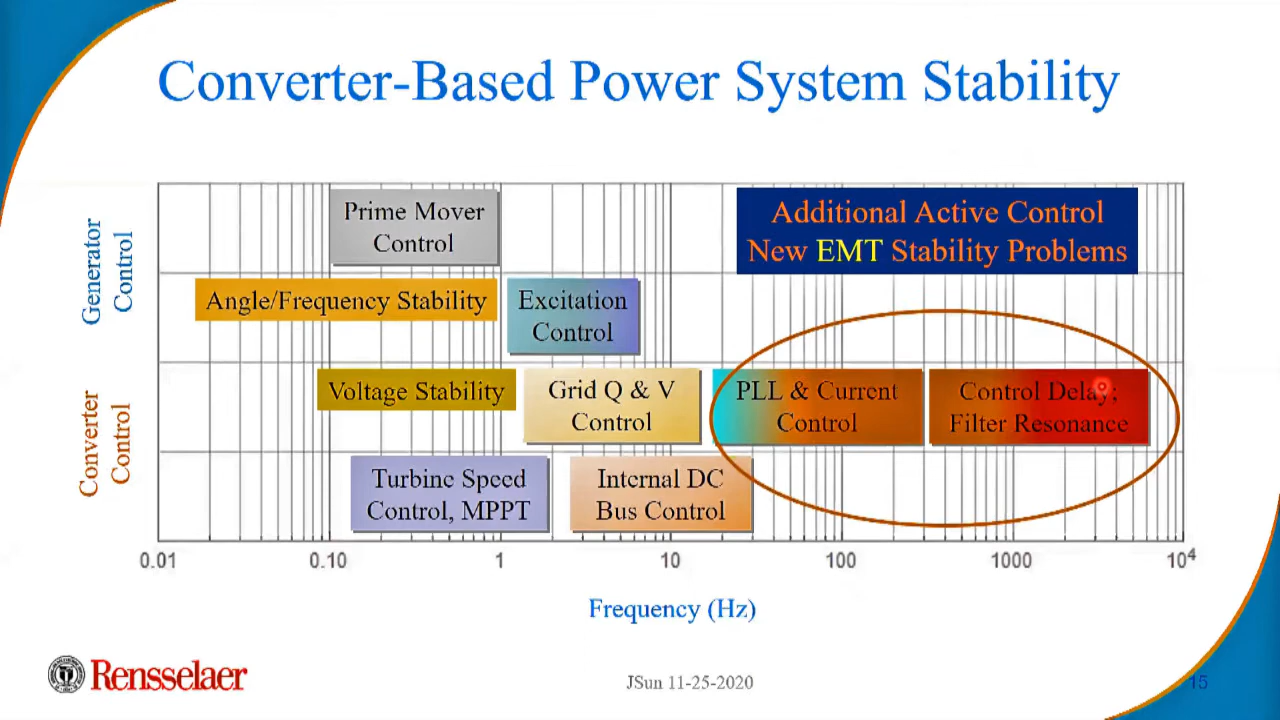 Converter-Based Power System Stability
Generator
Control
Converter
Control
Prime Mover
Control
Additional Active Control
New EMT Stability Problems
Angle/Frequency Stability
Excitation
Control
Voltage Stability
Grid Q & V
Control
PLL & Current
Control
Control Delay;
Filter Resonance
Turbine Speed
Control, MPPT
Internal DC
Bus Control
0.01 0.10 1 10 100 1000 10⁴
Frequency (Hz)
Rensselaer
JSun 11-25-2020
15